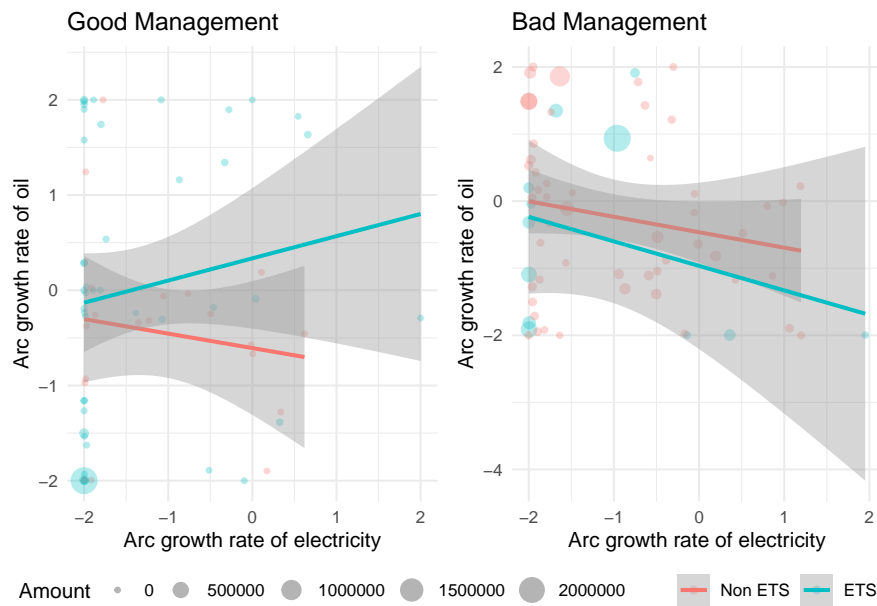 Good Management
Bad Management
Arc growth rate of oil
2
1
0
−1
−2
−2
−1
0
1
2
Arc growth rate of electricity
Arc growth rate of oil
2
0
−2
−4
−2
−1
0
1
2
Arc growth rate of electricity
Amount 0 500000 1000000 1500000 2000000 Non ETS ETS